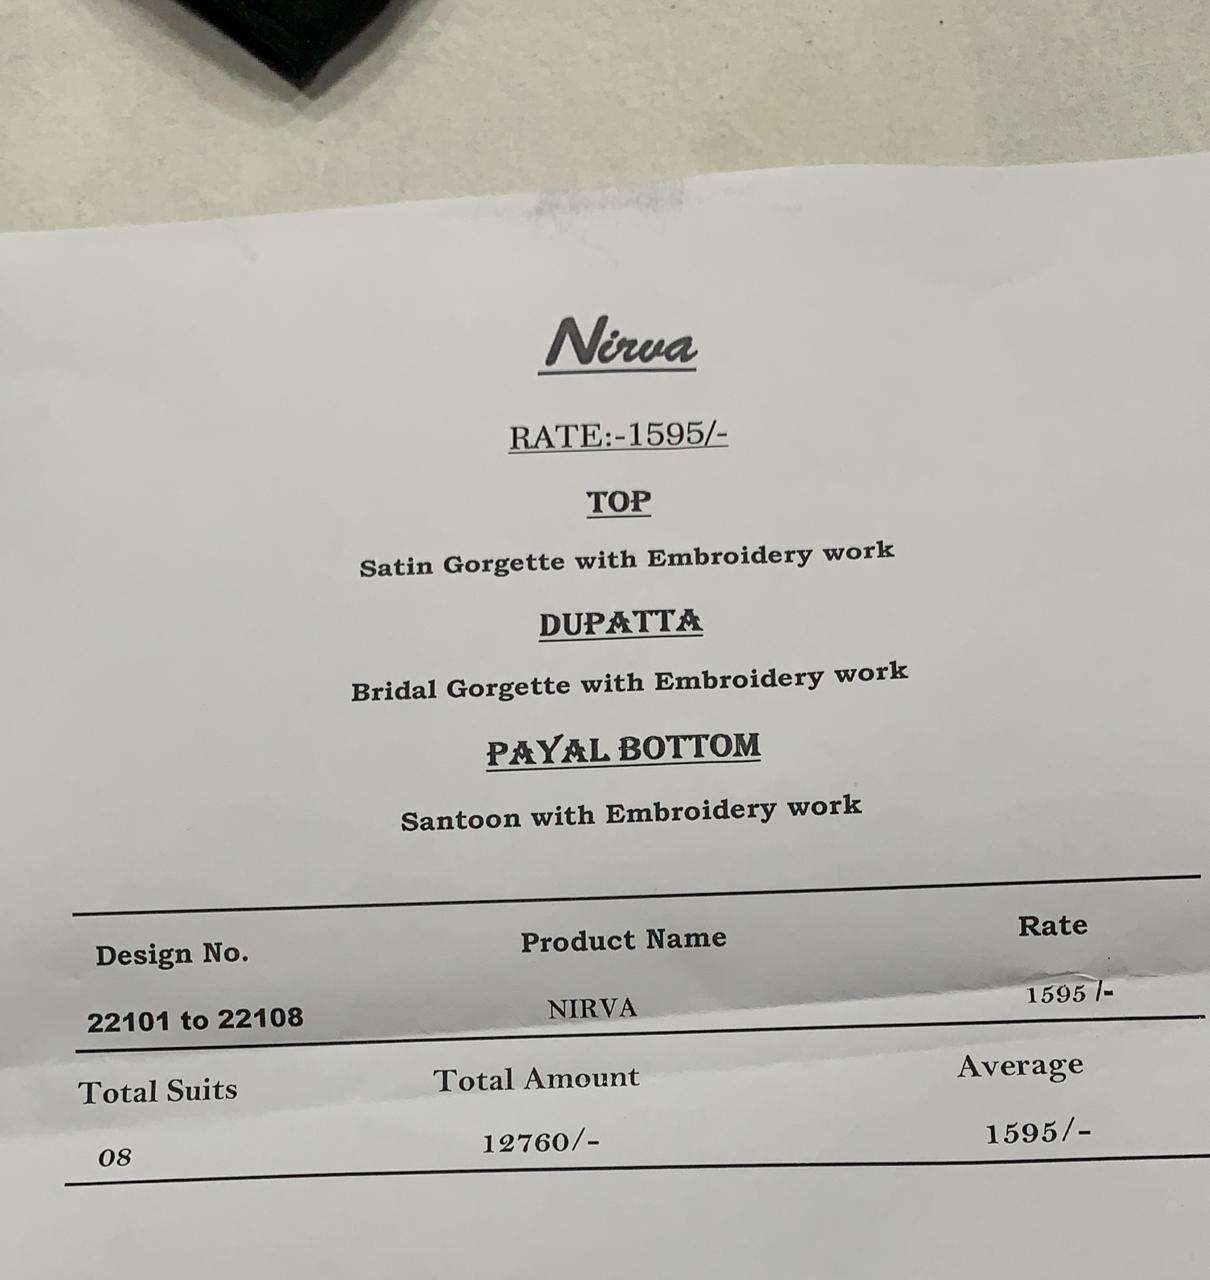 Nirva
RATE:-1595/-
TOP
Satin Gorgette with Embroidery work
DUPATTA
Bridal Gorgette with Embroidery work
PAYAL BOTTOM
Santoon with Embroidery work
Design No. Product Name Rate
22101 to 22108 NIRVA 1595 /-
Total Suits Total Amount Average
08 12760/- 1595/-